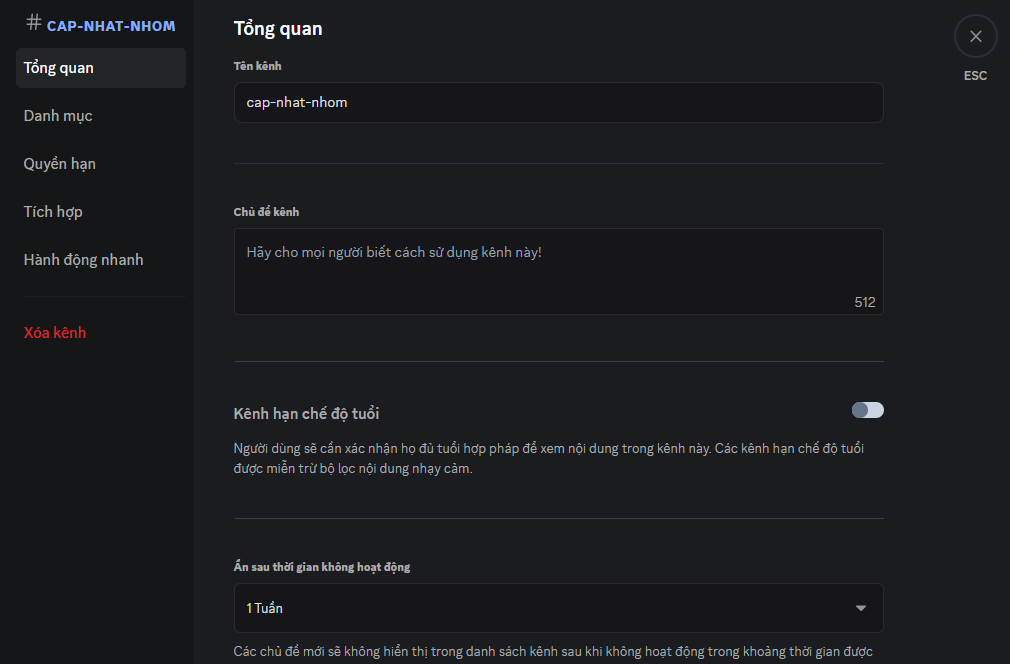 # CAP-NHAT-NHOM
Tổng quan
Danh mục
Quyền hạn
Tích hợp
Hành động nhanh
Xóa kênh
Tổng quan
Tên kênh
cap-nhat-nhom
Chủ đề kênh
Hãy cho mọi người biết cách sử dụng kênh này!
512
Kênh hạn chế độ tuổi
Người dùng sẽ cần xác nhận họ đủ tuổi hợp pháp để xem nội dung trong kênh này. Các kênh hạn chế độ tuổi
được miễn trừ bộ lọc nội dung nhạy cảm.
Ẩn sau thời gian không hoạt động
1 Tuần
Các chủ đề mới sẽ không hiển thị trong danh sách kênh sau khi không hoạt động trong khoảng thời gian được
ESC